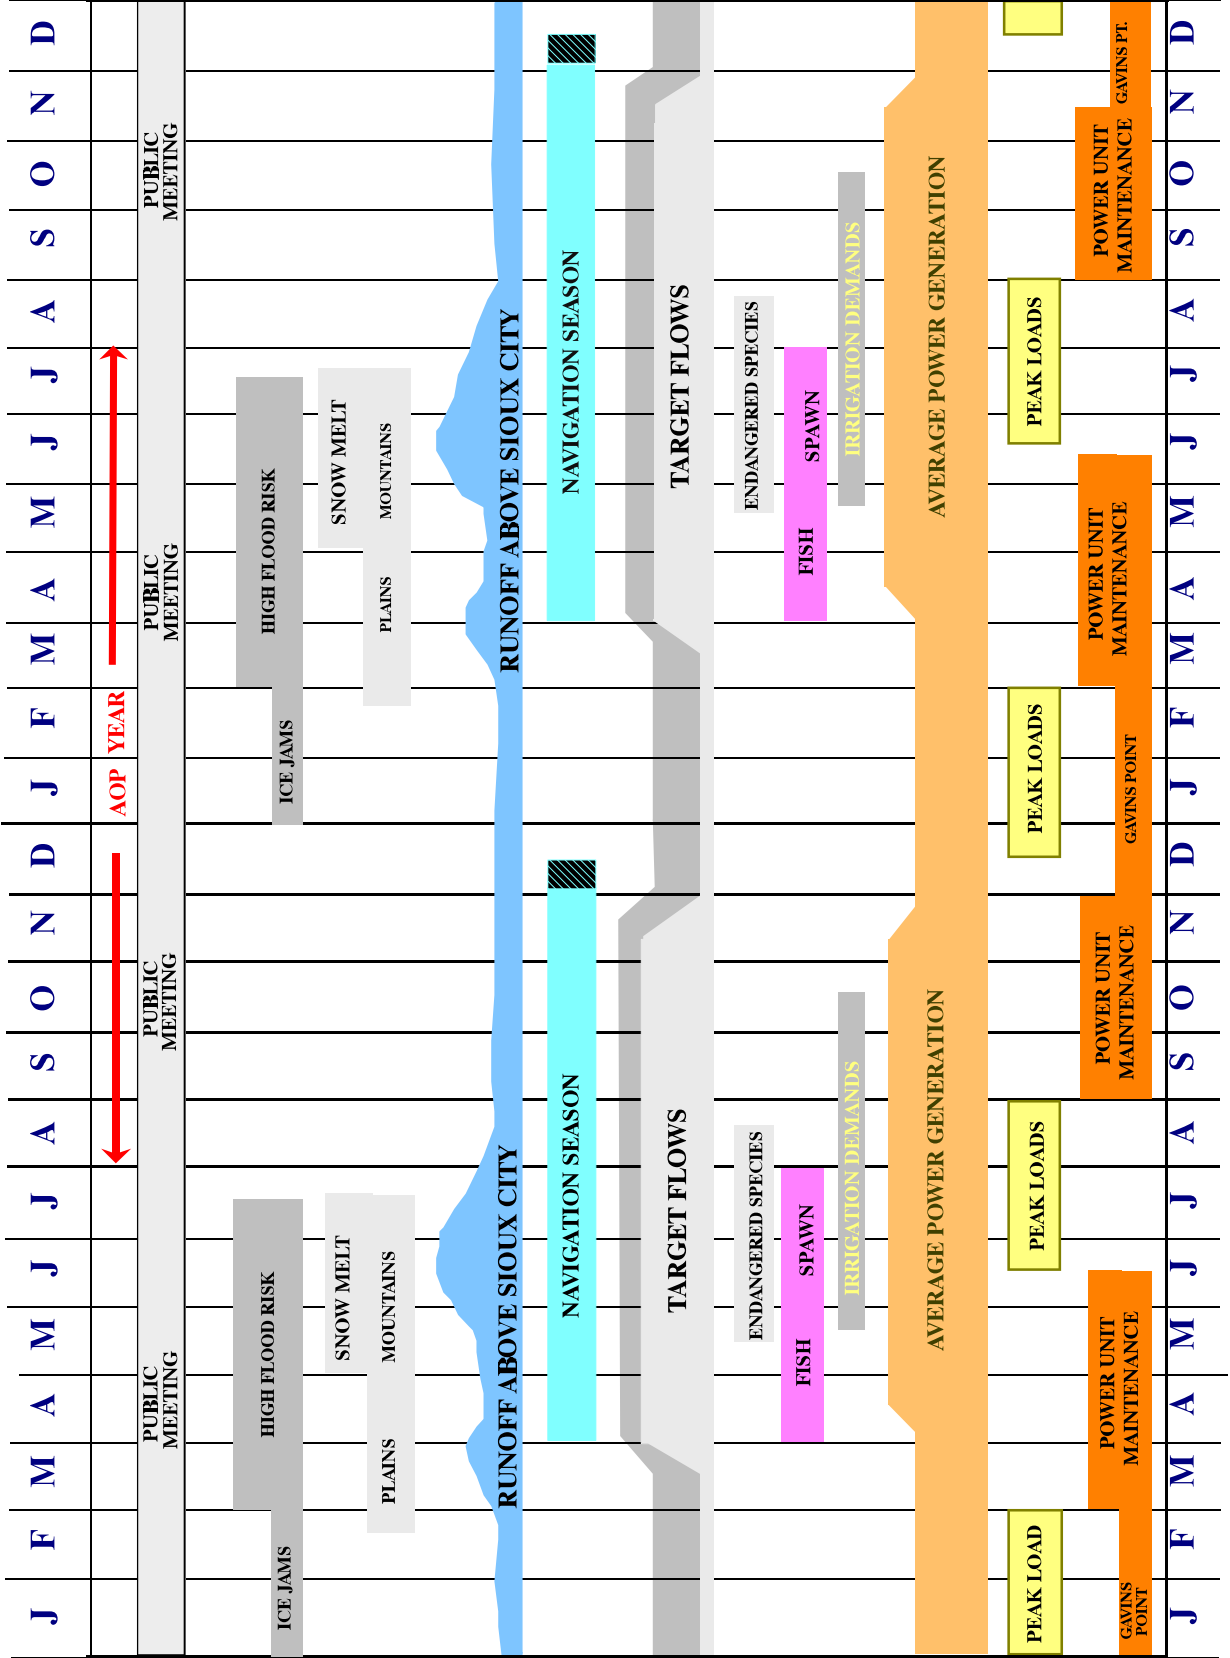 J F M A M J J A S O N D J F M A M J J A S O N D
AOP YEAR
PUBLIC
MEETING
PUBLIC
MEETING
PUBLIC
MEETING
PUBLIC
MEETING
HIGH FLOOD RISK
ICE JAMS
HIGH FLOOD RISK
ICE JAMS
SNOW MELT
PLAINS MOUNTAINS
SNOW MELT
PLAINS MOUNTAINS
RUNOFF ABOVE SIOUX CITY
RUNOFF ABOVE SIOUX CITY
NAVIGATION SEASON
NAVIGATION SEASON
TARGET FLOWS
TARGET FLOWS
ENDANGERED SPECIES
ENDANGERED SPECIES
FISH SPAWN
FISH SPAWN
IRRIGATION DEMANDS
IRRIGATION DEMANDS
AVERAGE POWER GENERATION
AVERAGE POWER GENERATION
PEAK LOAD
PEAK LOADS
PEAK LOADS
PEAK LOADS
GAVINS
POINT
POWER UNIT
MAINTENANCE
POWER UNIT
MAINTENANCE
GAVINS POINT
POWER UNIT
MAINTENANCE
POWER UNIT
MAINTENANCE
GAVINS PT.
J F M A M J J A S O N D J F M A M J J A S O N D